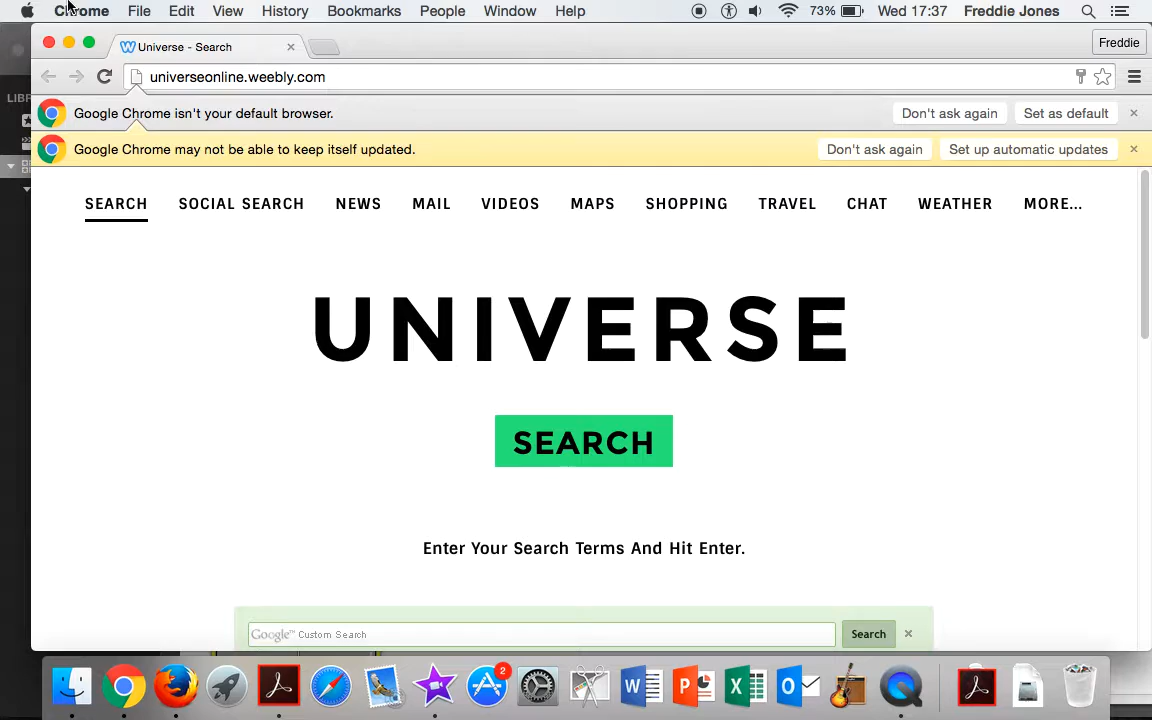 Chrome File Edit View History Bookmarks People Window Help 73% Wed 17:37 Freddie Jones
Universe - Search Freddie
universeonline.weebly.com
LIB
Google Chrome isn't your default browser. Don't ask again Set as default
Google Chrome may not be able to keep itself updated. Don't ask again Set up automatic updates
SEARCH SOCIAL SEARCH NEWS MAIL VIDEOS MAPS SHOPPING TRAVEL CHAT WEATHER MORE...
UNIVERSE
SEARCH
Enter Your Search Terms And Hit Enter.
Google™ Custom Search Search
2